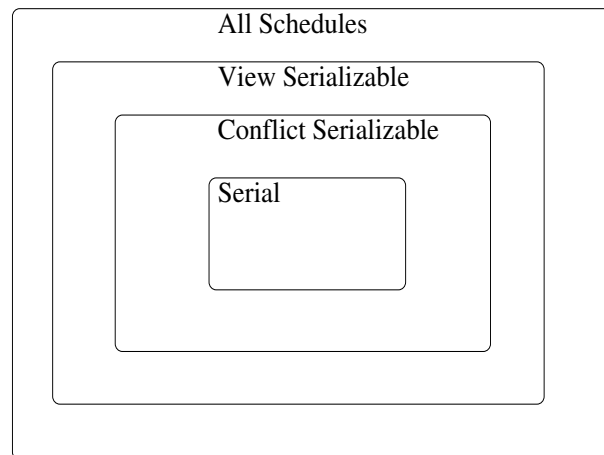 All Schedules
View Serializable
Conflict Serializable
Serial